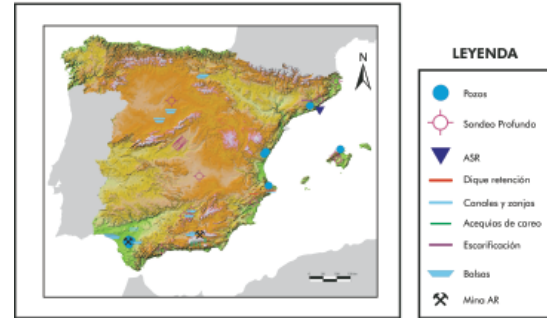 N
LEYENDA
Pozos
Sondeo Profundo
ASR
Dique retención
Canales y zanjas
Acequias de careo
Escarificación
Balsas
Mina AR